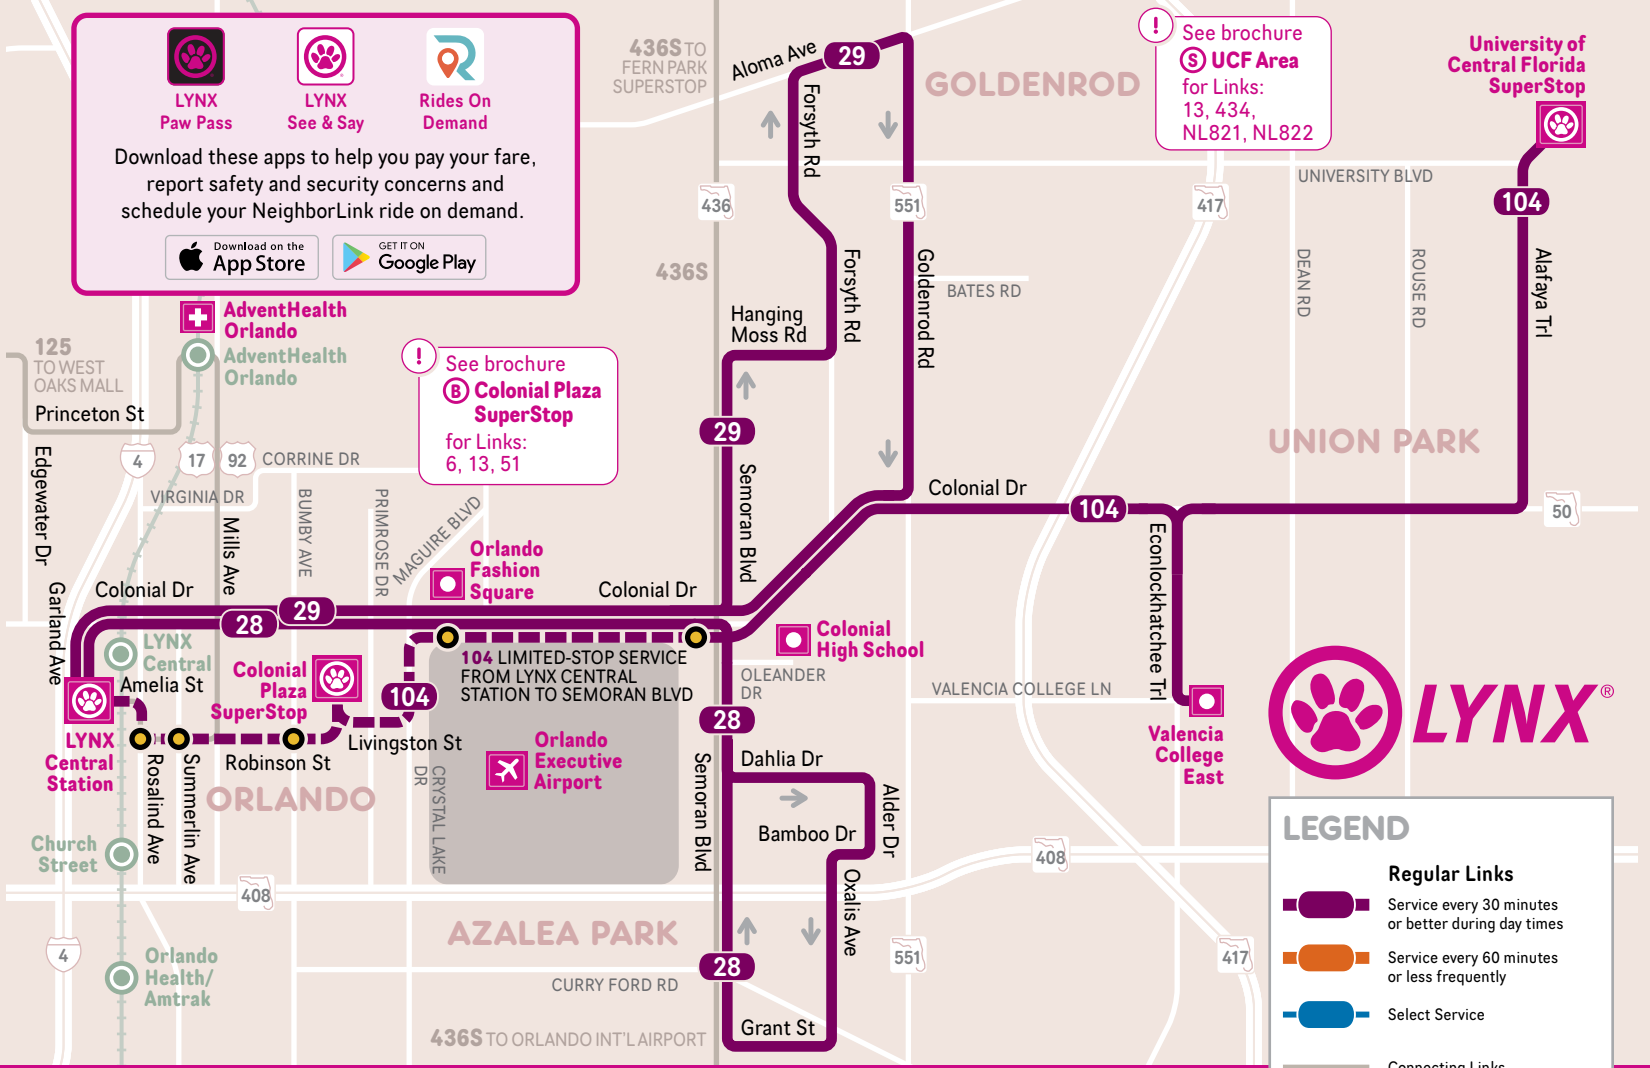 LYNX
Paw Pass
LYNX
See & Say
Rides On
Demand
Download these apps to help you pay your fare,
report safety and security concerns and
schedule your NeighborLink ride on demand.
Download on the
App Store
GET IT ON
Google Play
436S TO
FERN PARK
SUPERSTOP
Aloma Ave
29
GOLDENROD
!
See brochure
S UCF Area
for Links:
13, 434,
NL821, NL822
University of
Central Florida
SuperStop
Forsyth Rd
UNIVERSITY BLVD
436
551
417
104
436S
Forsyth Rd
Goldenrod Rd
BATES RD
DEAN RD
ROUSE RD
Alafaya Trl
AdventHealth
Orlando
AdventHealth
Orlando
Hanging
Moss Rd
125
TO WEST
OAKS MALL
Princeton St
!
See brochure
B Colonial Plaza
SuperStop
for Links:
6, 13, 51
29
UNION PARK
Edgewater Dr
4
17
92
CORRINE DR
VIRGINIA DR
BUMBY AVE
PRIMROSE DR
MAGUIRE BLVD
Mills Ave
Semoran Blvd
Colonial Dr
104
50
Econlockhatchee Trl
Orlando
Fashion
Square
Garland Ave
Colonial Dr
Colonial Dr
29
28
LYNX
Central
Amelia St
Colonial
Plaza
SuperStop
104
104 LIMITED-STOP SERVICE
FROM LYNX CENTRAL
STATION TO SEMORAN BLVD
Colonial
High School
OLEANDER
DR
VALENCIA COLLEGE LN
28
LYNX®
LYNX
Central
Station
Robinson St
Livingston St
Orlando
Executive
Airport
Valencia
College
East
Rosalind Ave
Summerlin Ave
ORLANDO
CRYSTAL LAKE
DR
Semoran Blvd
Dahlia Dr
Alder Dr
Bamboo Dr
Church
Street
408
408
Oxalis Ave
AZALEA PARK
4
Orlando
Health/
Amtrak
28
551
417
CURRY FORD RD
436S TO ORLANDO INT'L AIRPORT
Grant St
LEGEND
Regular Links
Service every 30 minutes
or better during day times
Service every 60 minutes
or less frequently
Select Service
Connecting Links